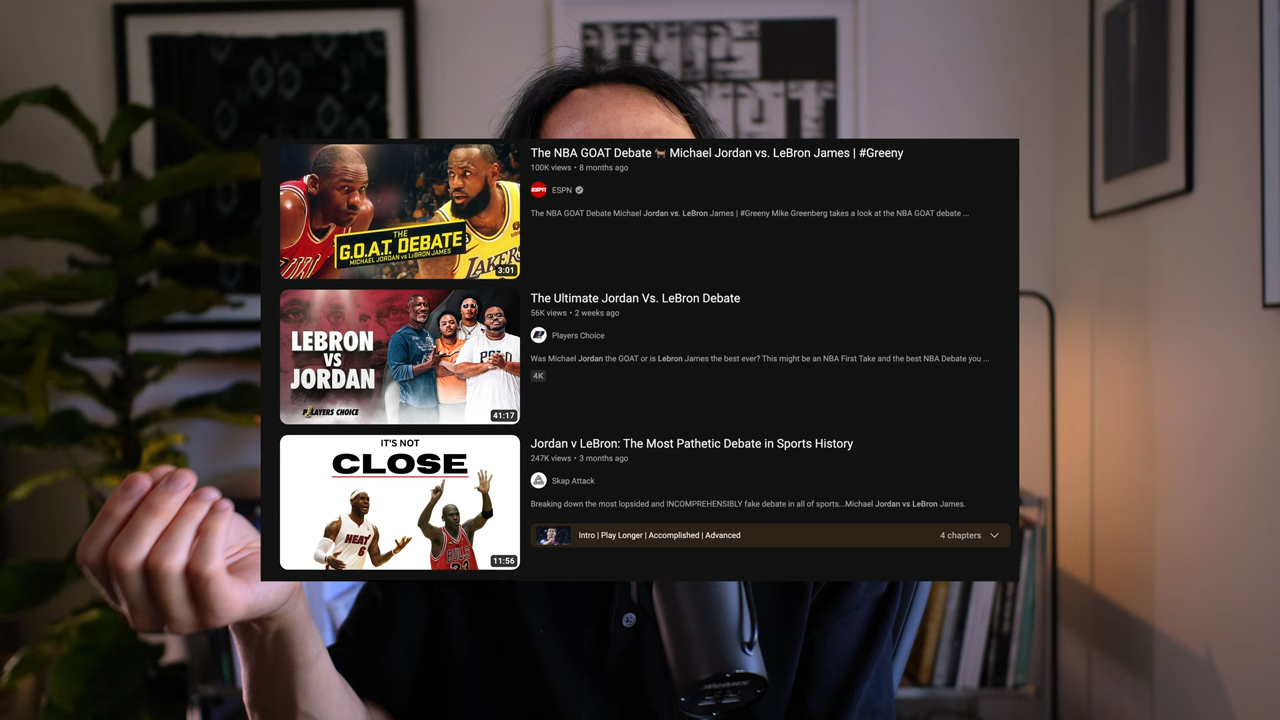 The NBA GOAT Debate 🐐 Michael Jordan vs. LeBron James | #Greeny
100K views • 8 months ago
ESPN
ESPN
The NBA GOAT Debate Michael Jordan vs. LeBron James | #Greeny Mike Greenberg takes a look at the NBA GOAT debate ...
THE
G.O.A.T. DEBATE
MICHAEL JORDAN vs LeBRON JAMES
LAKERS
3:01
The Ultimate Jordan Vs. LeBron Debate
56K views • 2 weeks ago
Players Choice
Was Michael Jordan the GOAT or is Lebron James the best ever? This might be an NBA First Take and the best NBA Debate you ...
4K
LEBRON
VS
JORDAN
PLAYERS CHOICE
41:17
Jordan v LeBron: The Most Pathetic Debate in Sports History
247K views • 3 months ago
Skap Attack
Breaking down the most lopsided and INCOMPREHENSIBLY fake debate in all of sports...Michael Jordan vs LeBron James.
Intro | Play Longer | Accomplished | Advanced
4 chapters
IT'S NOT
CLOSE
HEAT
6
BULLS
23
11:56